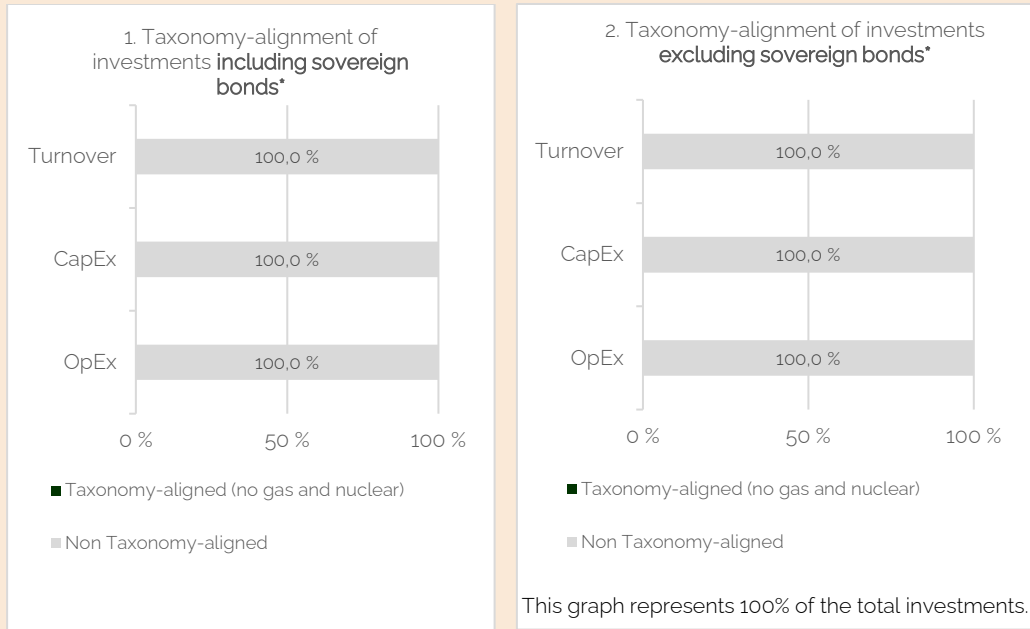 1. Taxonomy-alignment of
investments including sovereign
bonds*
Turnover
100,0 %
CapEx
100,0 %
OpEx
100,0 %
0 %
50 %
100 %
Taxonomy-aligned (no gas and nuclear)
Non Taxonomy-aligned
2. Taxonomy-alignment of investments
excluding sovereign bonds*
Turnover
100,0 %
CapEx
100,0 %
OpEx
100,0 %
0 %
50 %
100 %
Taxonomy-aligned (no gas and nuclear)
Non Taxonomy-aligned
This graph represents 100% of the total investments.